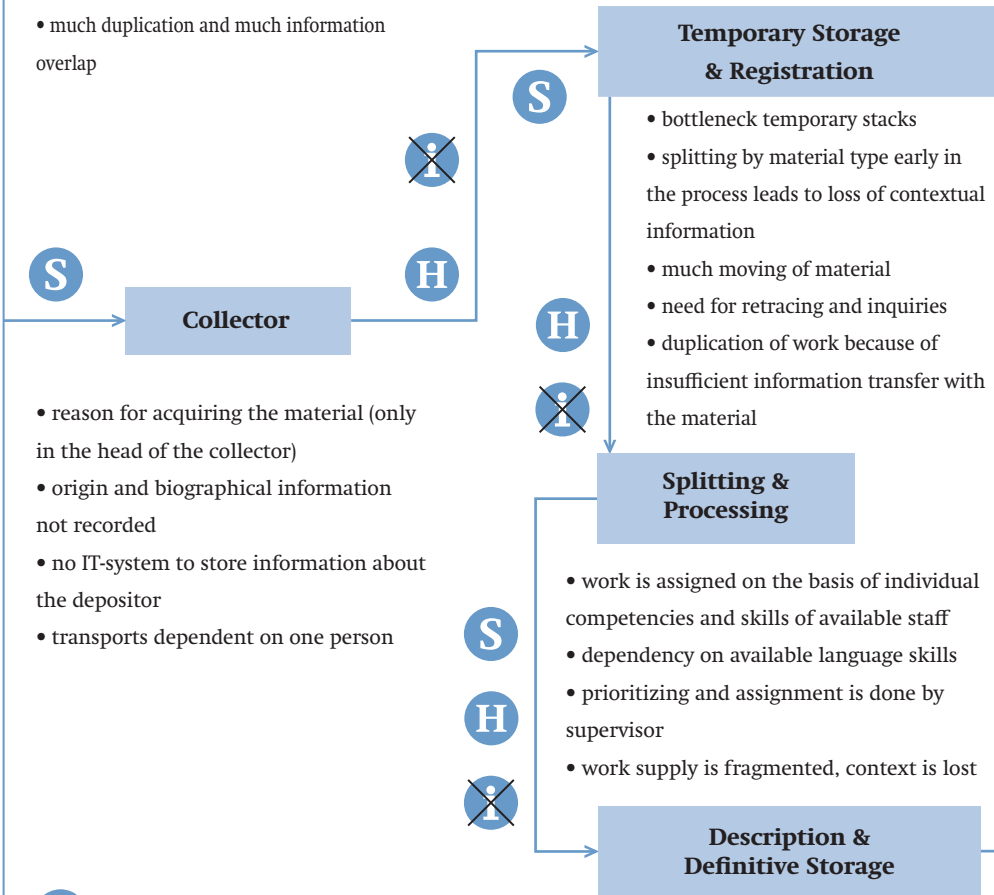 • much duplication and much information
overlap
S
i
H
S
Collector
• reason for acquiring the material (only
in the head of the collector)
• origin and biographical information
not recorded
• no IT-system to store information about
the depositor
• transports dependent on one person
Temporary Storage
& Registration
• bottleneck temporary stacks
• splitting by material type early in
the process leads to loss of contextual
information
• much moving of material
• need for retracing and inquiries
• duplication of work because of
insufficient information transfer with
the material
H
i
Splitting &
Processing
• work is assigned on the basis of individual
competencies and skills of available staff
• dependency on available language skills
• prioritizing and assignment is done by
supervisor
• work supply is fragmented, context is lost
S
H
i
Description &
Definitive Storage